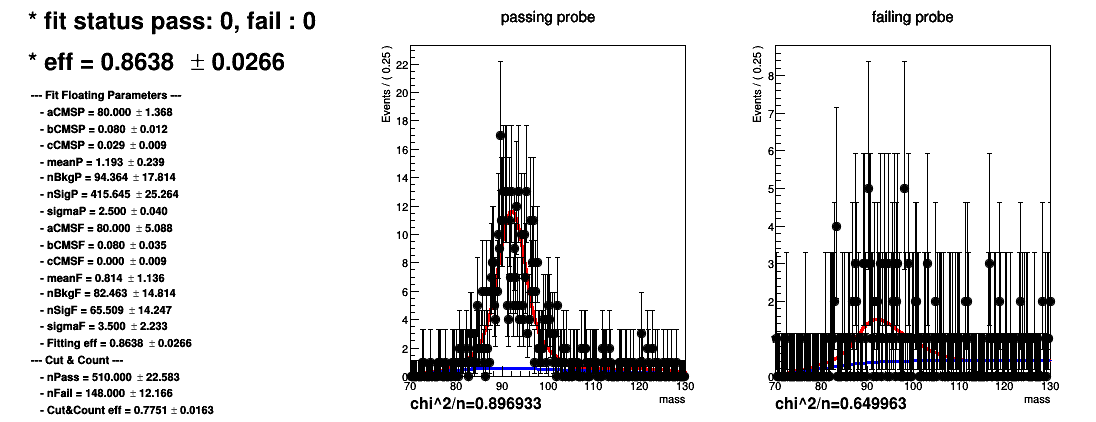 * fit status pass: 0, fail : 0
* eff = 0.8638 ± 0.0266
--- Fit Floating Parameters ---
- aCMSP = 80.000 ± 1.368
- bCMSP = 0.080 ± 0.012
- cCMSP = 0.029 ± 0.009
- meanP = 1.193 ± 0.239
- nBkgP = 94.364 ± 17.814
- nSigP = 415.645 ± 25.264
- sigmaP = 2.500 ± 0.040
- aCMSF = 80.000 ± 5.088
- bCMSF = 0.080 ± 0.035
- cCMSF = 0.000 ± 0.009
- meanF = 0.814 ± 1.136
- nBkgF = 82.463 ± 14.814
- nSigF = 65.509 ± 14.247
- sigmaF = 3.500 ± 2.233
- Fitting eff = 0.8638 ± 0.0266
--- Cut & Count ---
- nPass = 510.000 ± 22.583
- nFail = 148.000 ± 12.166
- Cut&Count eff = 0.7751 ± 0.0163
passing probe
Events / ( 0.25 )
22
20
18
16
14
12
10
8
6
4
2
0
70 80 90 100 110 120 130
mass
chi^2/n=0.896933
failing probe
Events / ( 0.25 )
8
7
6
5
4
3
2
1
0
70 80 90 100 110 120 130
mass
chi^2/n=0.649963